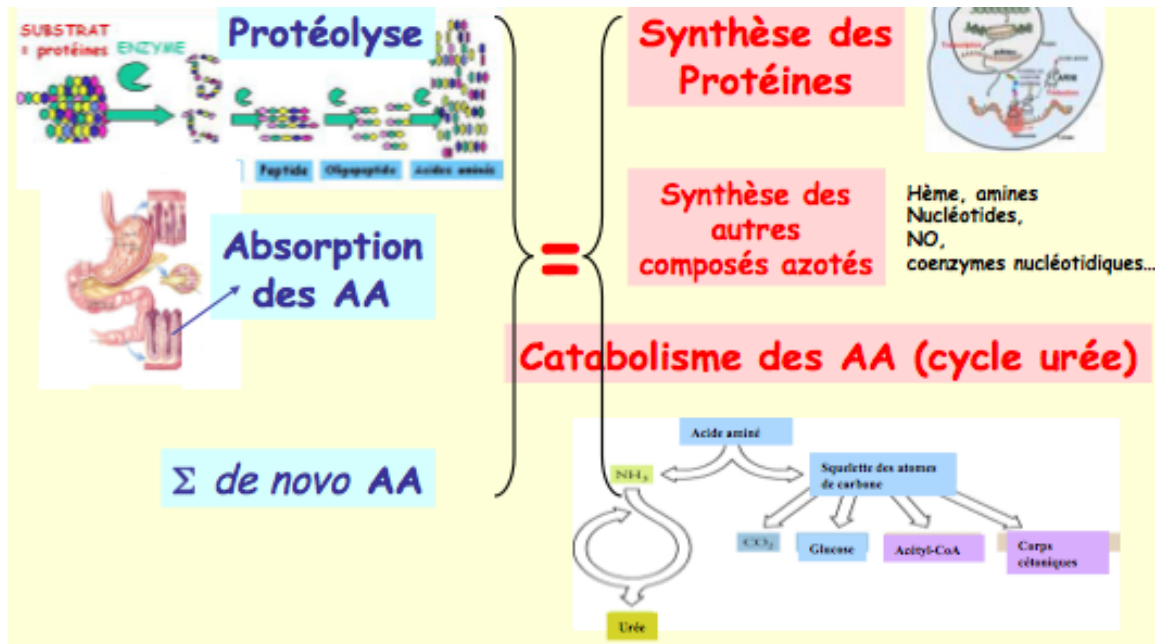 SUBSTRAT
= protéines
ENZYME
Protéolyse
Peptide
Oligopeptide
Acides aminés
Absorption
des AA
Σ de novo AA
=
Synthèse des
Protéines
Synthèse des
autres
composés azotés
Hème, amines
Nucléotides,
NO,
coenzymes nucléotidiques...
Catabolisme des AA (cycle urée)
Acide aminé
NH₃
Squelette des atomes
de carbone
CO₂
Glucose
Acétyl-CoA
Corps
cétoniques
Urée